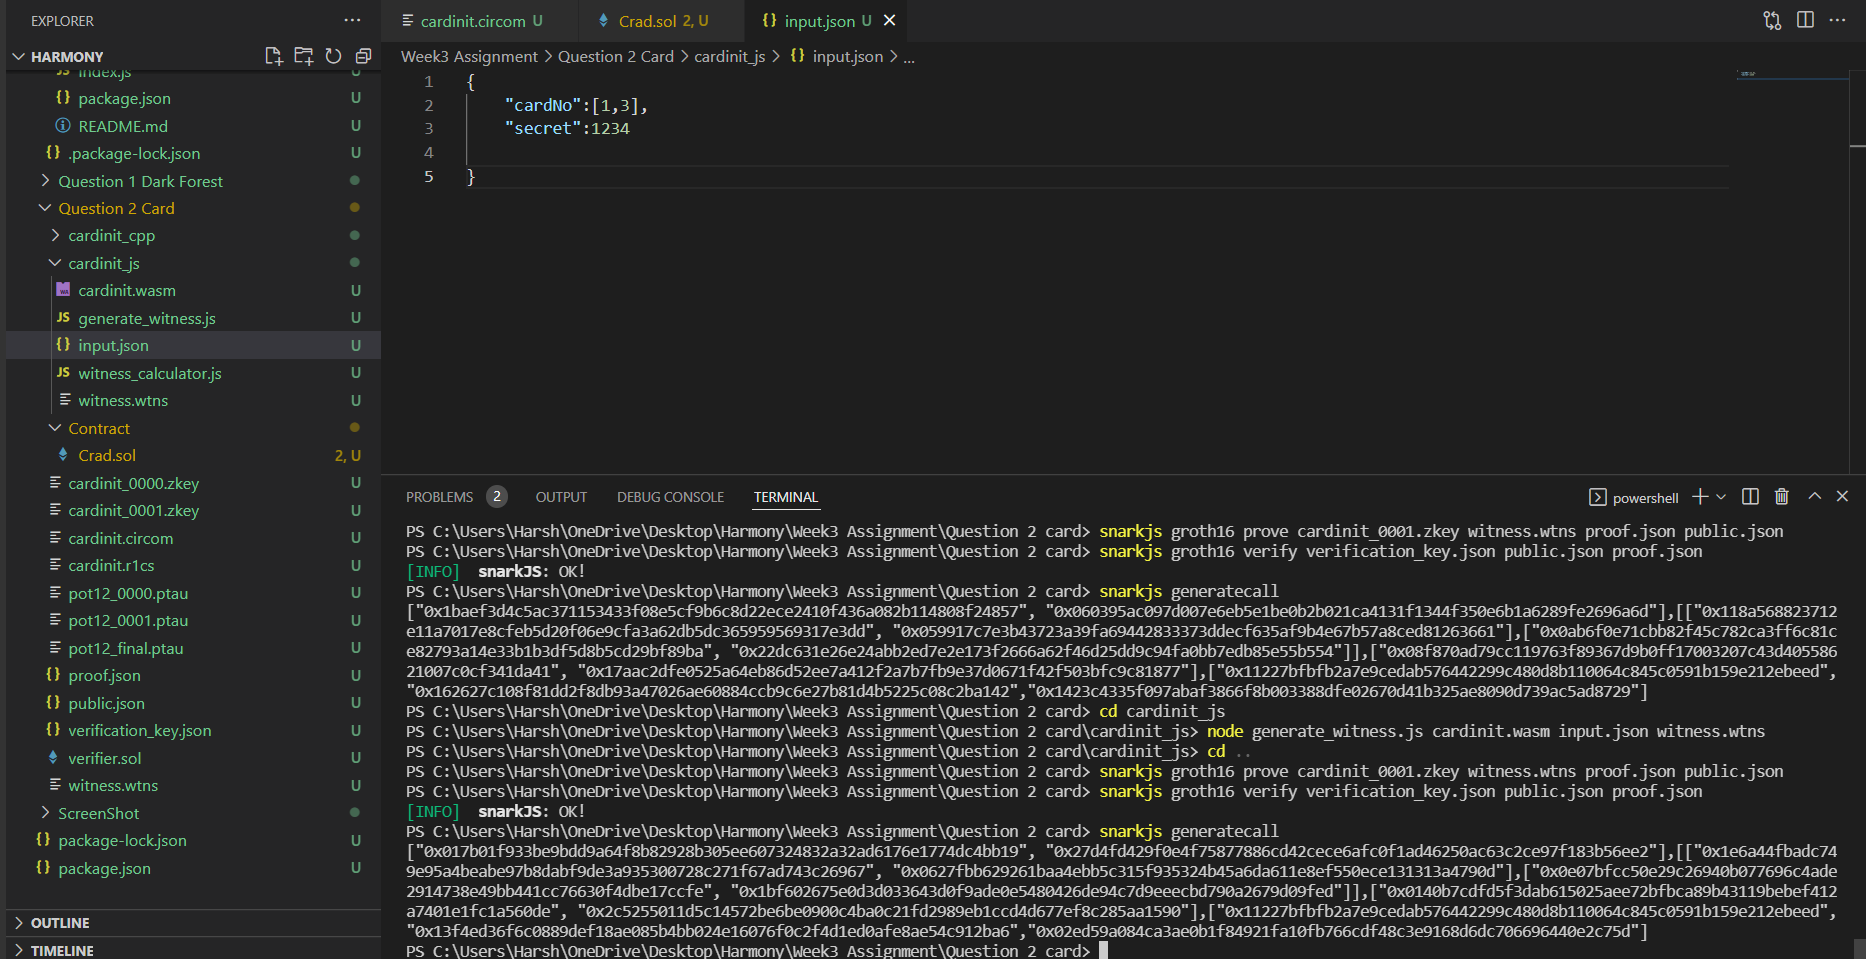 EXPLORER
HARMONY
index.js U
package.json U
README.md U
.package-lock.json U
Question 1 Dark Forest
Question 2 Card
cardinit_cpp
cardinit_js
cardinit.wasm U
generate_witness.js U
input.json U
witness_calculator.js U
witness.wtns U
Contract
Crad.sol 2, U
cardinit_0000.zkey U
cardinit_0001.zkey U
cardinit.circom U
cardinit.r1cs U
pot12_0000.ptau U
pot12_0001.ptau U
pot12_final.ptau U
proof.json U
public.json U
verification_key.json U
verifier.sol U
witness.wtns U
ScreenShot
package-lock.json U
package.json U
OUTLINE
TIMELINE
cardinit.circom U Crad.sol 2, U input.json U
Week3 Assignment > Question 2 Card > cardinit_js > {} input.json > ...
1 {
2 "cardNo":[1,3],
3 "secret":1234
4
5 }
PROBLEMS 2 OUTPUT DEBUG CONSOLE TERMINAL powershell
PS C:\Users\Harsh\OneDrive\Desktop\Harmony\Week3 Assignment\Question 2 card> snarkjs groth16 prove cardinit_0001.zkey witness.wtns proof.json public.json
PS C:\Users\Harsh\OneDrive\Desktop\Harmony\Week3 Assignment\Question 2 card> snarkjs groth16 verify verification_key.json public.json proof.json
[INFO]  snarkJS: OK!
PS C:\Users\Harsh\OneDrive\Desktop\Harmony\Week3 Assignment\Question 2 card> snarkjs generatecall
["0x1baef3d4c5ac371153433f08e5cf9b6c8d22ece2410f436a082b114808f24857", "0x060395ac097d007e6eb5e1be0b2b021ca4131f1344f350e6b1a6289fe2696a6d"],[["0x118a568823712
e11a7017e8cfeb5d20f06e9cfa3a62db5dc365959569317e3dd", "0x059917c7e3b43723a39fa69442833373ddecf635af9b4e67b57a8ced81263661"],["0x0ab6f0e71cbb82f45c782ca3ff6c81c
e82793a14e33b1b3df5d8b5cd29bf89ba", "0x22dc631e26e24abb2ed7e2e173f2666a62f46d25dd9c94fa0bb7edb85e55b554"]],["0x08f870ad79cc119763f89367d9b0ff17003207c43d405586
21007c0cf341da41", "0x17aac2dfe0525a64eb86d52ee7a412f2a7b7fb9e37d0671f42f503bfc9c81877"],["0x11227bfbfb2a7e9cedab576442299c480d8b110064c845c0591b159e212ebeed",
"0x162627c108f81dd2f8db93a47026ae60884ccb9c6e27b81d4b5225c08c2ba142","0x1423c4335f097abaf3866f8b003388dfe02670d41b325ae8090d739ac5ad8729"]
PS C:\Users\Harsh\OneDrive\Desktop\Harmony\Week3 Assignment\Question 2 card> cd cardinit_js
PS C:\Users\Harsh\OneDrive\Desktop\Harmony\Week3 Assignment\Question 2 card\cardinit_js> node generate_witness.js cardinit.wasm input.json witness.wtns
PS C:\Users\Harsh\OneDrive\Desktop\Harmony\Week3 Assignment\Question 2 card\cardinit_js> cd ..
PS C:\Users\Harsh\OneDrive\Desktop\Harmony\Week3 Assignment\Question 2 card> snarkjs groth16 prove cardinit_0001.zkey witness.wtns proof.json public.json
PS C:\Users\Harsh\OneDrive\Desktop\Harmony\Week3 Assignment\Question 2 card> snarkjs groth16 verify verification_key.json public.json proof.json
[INFO]  snarkJS: OK!
PS C:\Users\Harsh\OneDrive\Desktop\Harmony\Week3 Assignment\Question 2 card> snarkjs generatecall
["0x017b01f933be9bdd9a64f8b82928b305ee607324832a32ad6176e1774dc4bb19", "0x27d4fd429f0e4f75877886cd42cece6afc0f1ad46250ac63c2ce97f183b56ee2"],[["0x1e6a44fbadc74
9e95a4beabe97b8dabf9de3a935300728c271f67ad743c26967", "0x0627fbb629261baa4ebb5c315f935324b45a6da611e8ef550ece131313a4790d"],["0x0e07bfcc50e29c26940b077696c4ade
2914738e49bb441cc76630f4dbe17ccfe", "0x1bf602675e0d3d033643d0f9ade0e5480426de94c7d9eeecbd790a2679d09fed"]],["0x0140b7cdfd5f3dab615025aee72bfbca89b43119bebef412
a7401e1fc1a560de", "0x2c5255011d5c14572be6be0900c4ba0c21fd2989eb1ccd4d677ef8c285aa1590"],["0x11227bfbfb2a7e9cedab576442299c480d8b110064c845c0591b159e212ebeed",
"0x13f4ed36f6c0889def18ae085b4bb024e16076f0c2f4d1ed0afe8ae54c912ba6","0x02ed59a084ca3ae0b1f84921fa10fb766cdf48c3e9168d6dc706696440e2c75d"]
PS C:\Users\Harsh\OneDrive\Desktop\Harmony\Week3 Assignment\Question 2 card>